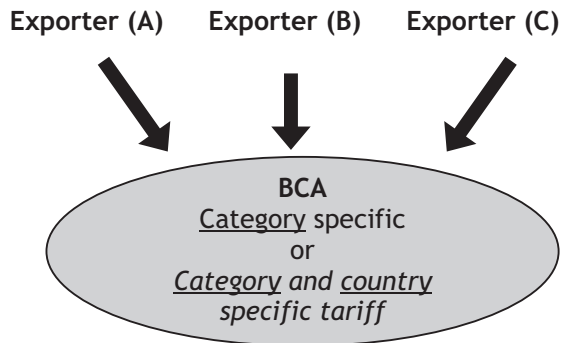 Exporter (A) Exporter (B) Exporter (C)
BCA
Category specific
or
Category and country
specific tariff